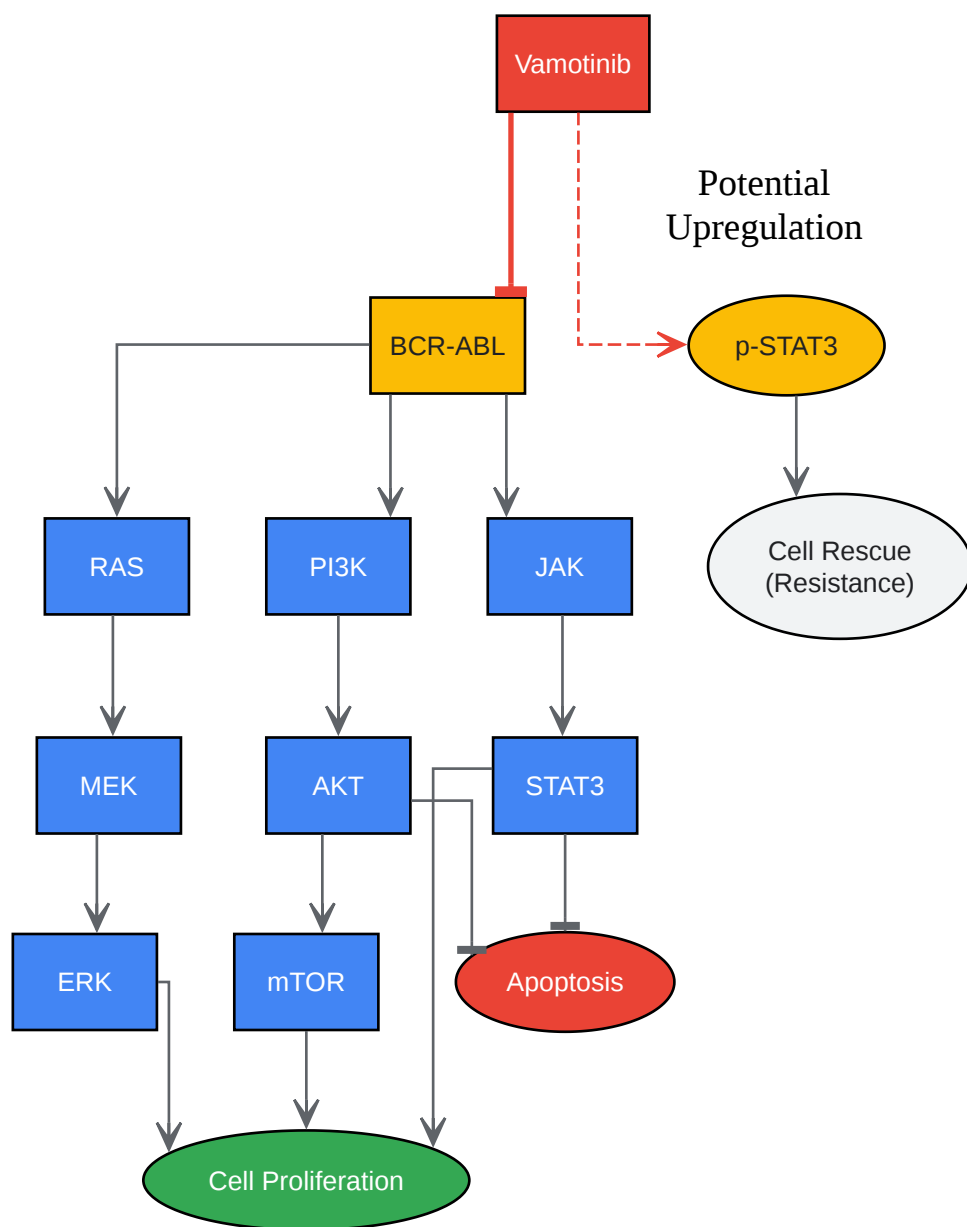 Vamotinib
Potential
Upregulation
BCR-ABL
p-STAT3
RAS
PI3K
JAK
Cell Rescue
(Resistance)
MEK
AKT
STAT3
ERK
mTOR
Apoptosis
Cell Proliferation